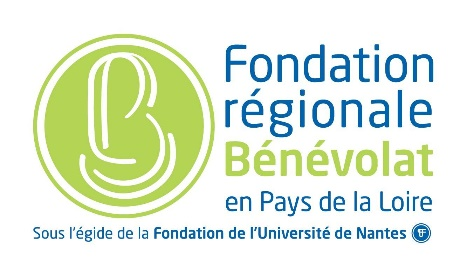 Fondation
régionale
Bénévolat
en Pays de la Loire
Sous l'égide de la Fondation de l'Université de Nantes